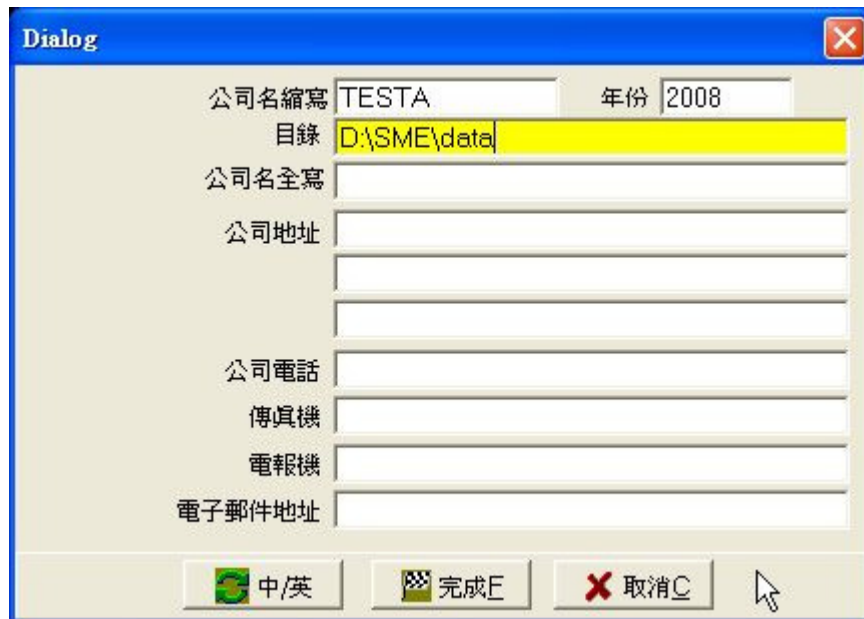 Dialog
公司名縮寫 TESTA 年份 2008
目錄 D:\SME\data
公司名全寫
公司地址
公司電話
傳眞機
電報機
電子郵件地址
中/英 完成F 取消C